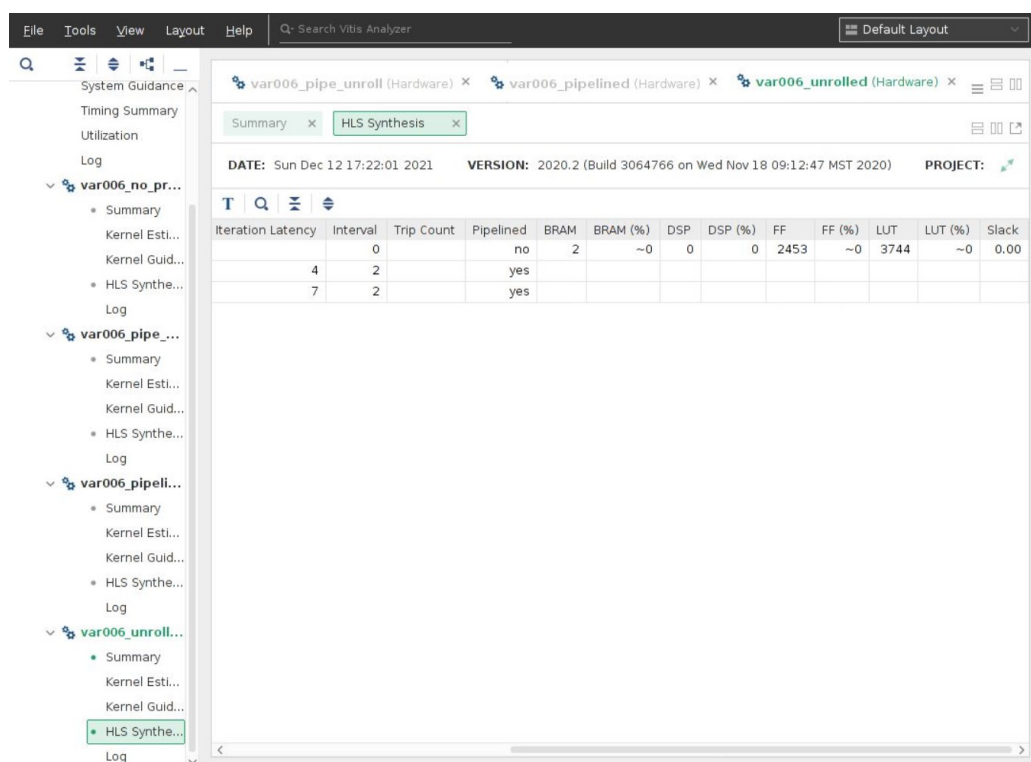 File Tools View Layout Help Q- Search Vitis Analyzer Default Layout
System Guidance
Timing Summary
Utilization
Log
var006_no_pr...
Summary
Kernel Esti...
Kernel Guid...
HLS Synthe...
Log
var006_pipe_...
Summary
Kernel Esti...
Kernel Guid...
HLS Synthe...
Log
var006_pipeli...
Summary
Kernel Esti...
Kernel Guid...
HLS Synthe...
Log
var006_unroll...
Summary
Kernel Esti...
Kernel Guid...
HLS Synthe...
Log
var006_pipe_unroll (Hardware) var006_pipelined (Hardware) var006_unrolled (Hardware)
Summary HLS Synthesis
DATE: Sun Dec 12 17:22:01 2021 VERSION: 2020.2 (Build 3064766 on Wed Nov 18 09:12:47 MST 2020) PROJECT:
Iteration Latency Interval Trip Count Pipelined BRAM BRAM (%) DSP DSP (%) FF FF (%) LUT LUT (%) Slack
0 no 2 ~0 0 0 2453 ~0 3744 ~0 0.00
4 2 yes
7 2 yes